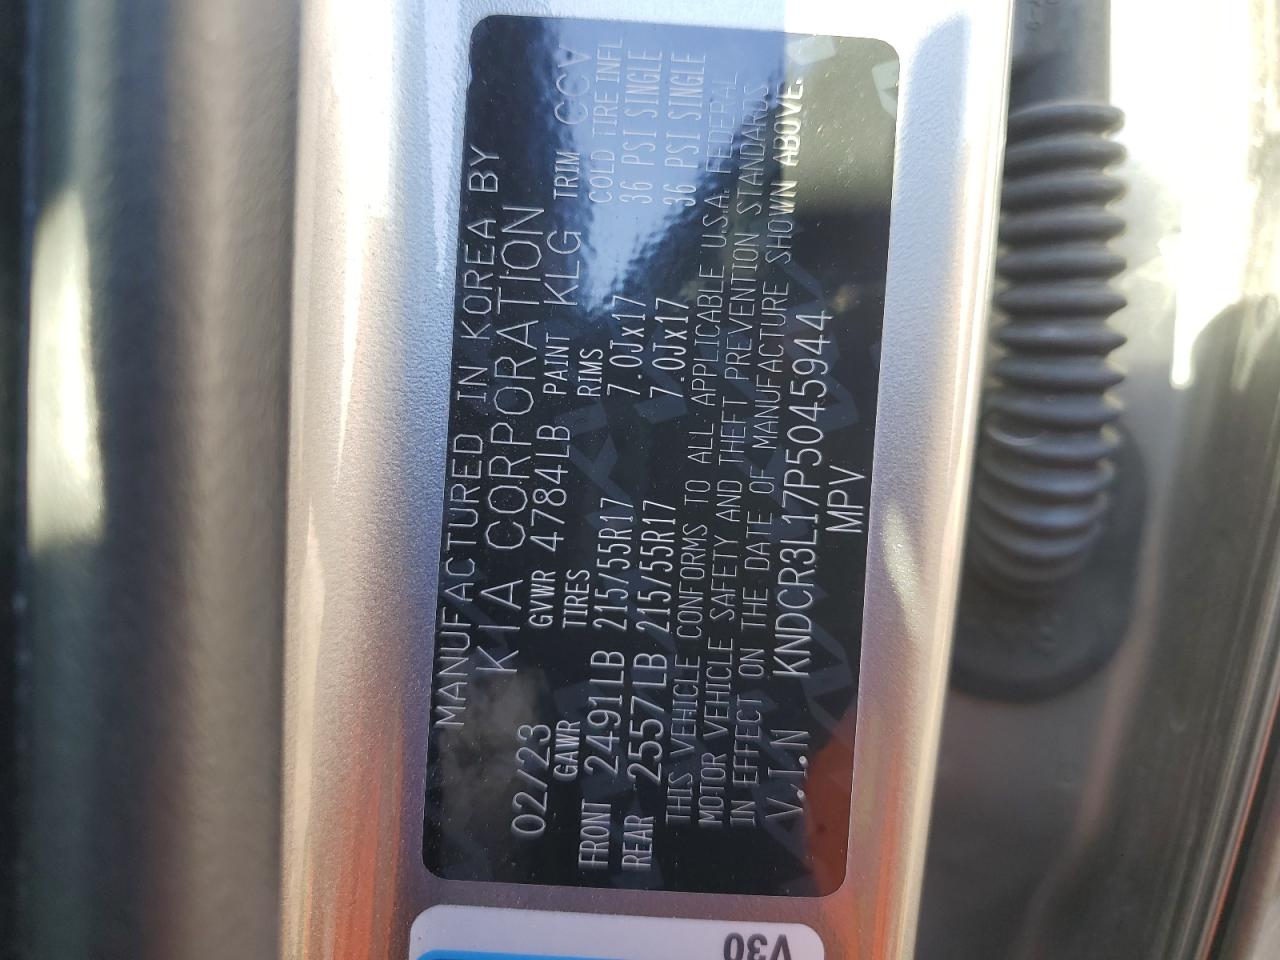 MANUFACTURED IN KOREA BY
KIA CORPORATION
02/23 GVWR 4784LB PAINT KLG TRIM CCV
GAWR TIRES RIMS COLD TIRE INFL
FRONT 2491LB 215/55R17 7.0Jx17 36 PSI SINGLE
REAR 2557LB 215/55R17 7.0Jx17 36 PSI SINGLE
THIS VEHICLE CONFORMS TO ALL APPLICABLE U.S.A. FEDERAL
MOTOR VEHICLE SAFETY AND THEFT PREVENTION STANDARDS
IN EFFECT ON THE DATE OF MANUFACTURE SHOWN ABOVE.
V.I.N KNDCR3L17P5045944
MPV
V30